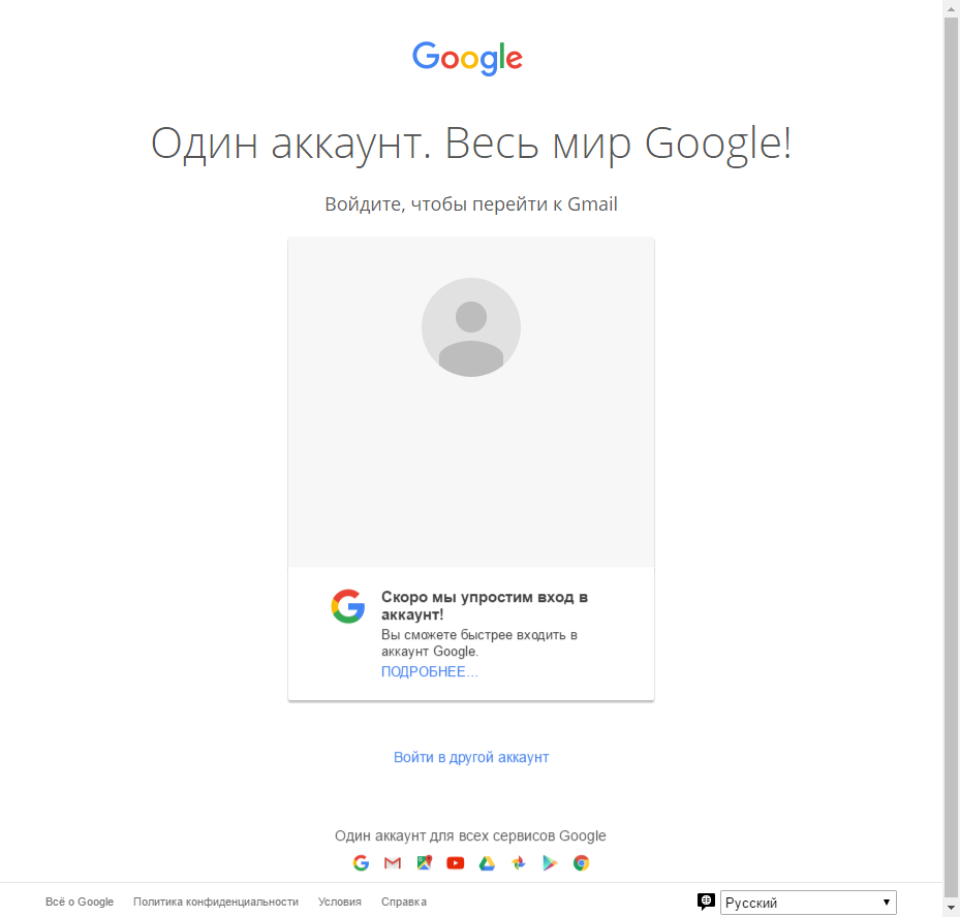 Google
Один аккаунт. Весь мир Google!
Войдите, чтобы перейти к Gmail
Скоро мы упростим вход в
аккаунт!
Вы сможете быстрее входить в
аккаунт Google.
ПОДРОБНЕЕ...
Войти в другой аккаунт
Один аккаунт для всех сервисов Google
Всё о Google Политика конфиденциальности Условия Справка Русский